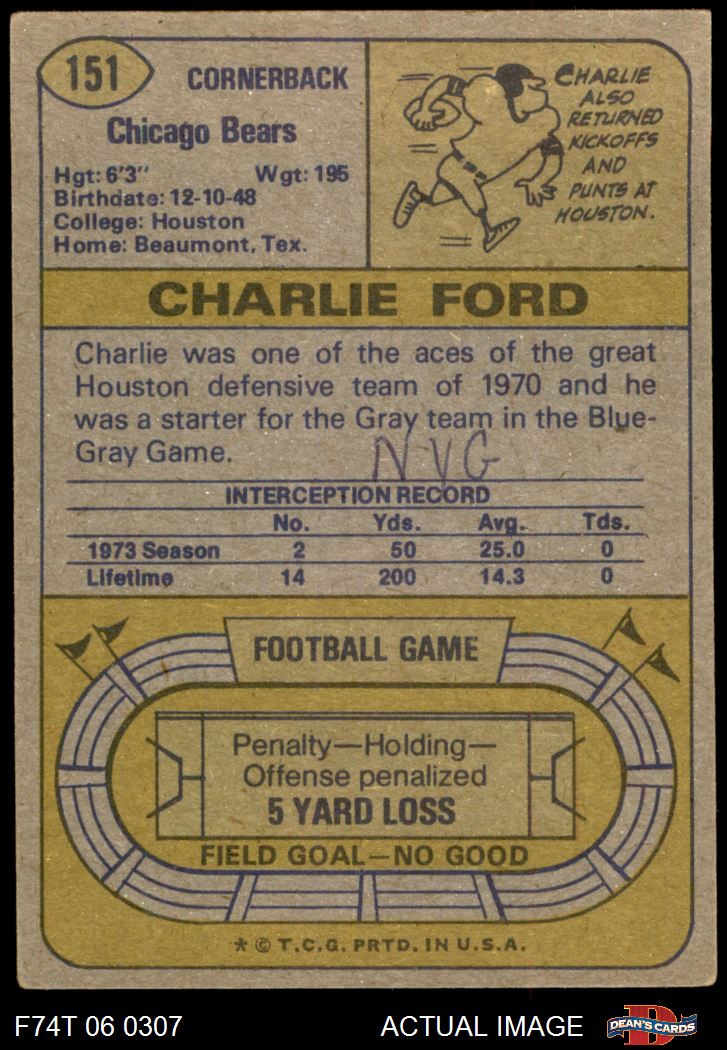 151
CORNERBACK
Chicago Bears
Hgt: 6'3" Wgt: 195
Birthdate: 12-10-48
College: Houston
Home: Beaumont, Tex.
CHARLIE
ALSO
RETURNED
KICKOFFS
AND
PUNTS AT
HOUSTON.
CHARLIE FORD
Charlie was one of the aces of the great
Houston defensive team of 1970 and he
was a starter for the Gray team in the Blue-
Gray Game.
NVG
INTERCEPTION RECORD
No. Yds. Avg. Tds.
1973 Season 2 50 25.0 0
Lifetime 14 200 14.3 0
FOOTBALL GAME
Penalty—Holding—
Offense penalized
5 YARD LOSS
FIELD GOAL—NO GOOD
* © T.C.G. PRTD. IN U.S.A.
F74T 06 0307 ACTUAL IMAGE
D
DEAN'S CARDS